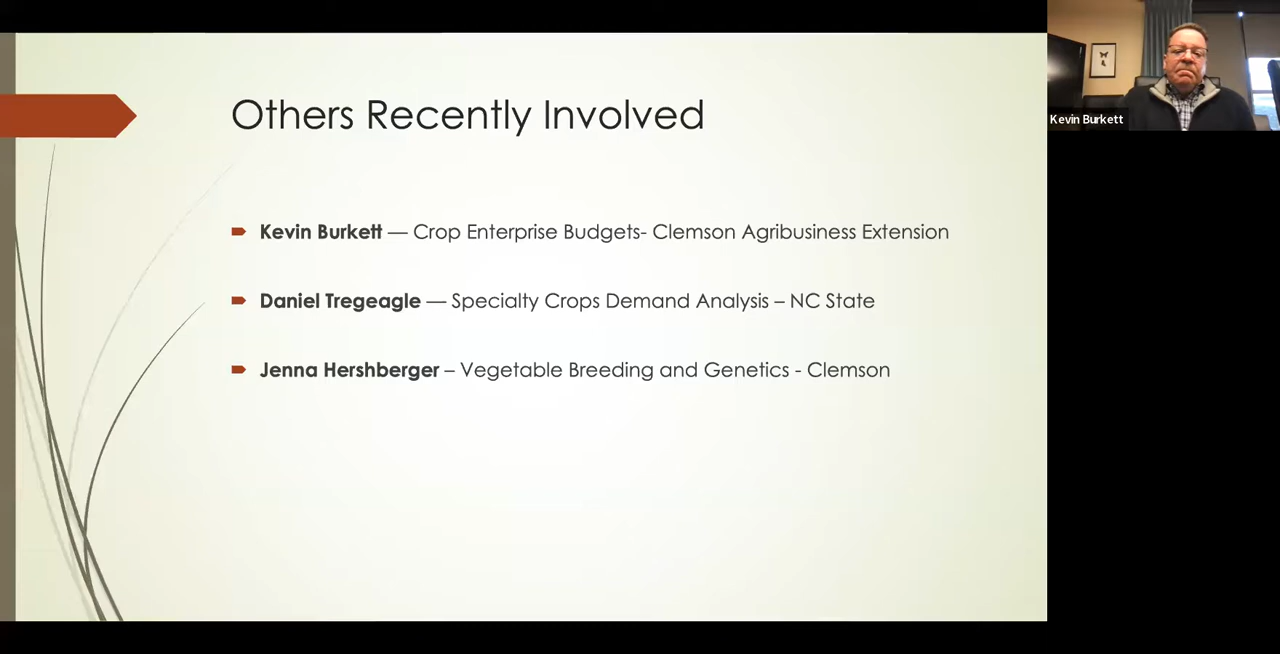 Others Recently Involved
Kevin Burkett — Crop Enterprise Budgets- Clemson Agribusiness Extension
Daniel Tregeagle — Specialty Crops Demand Analysis – NC State
Jenna Hershberger – Vegetable Breeding and Genetics - Clemson
Kevin Burkett